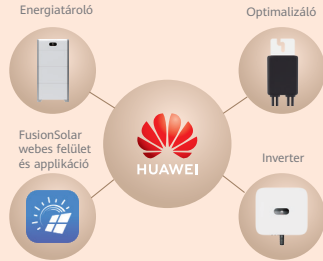 Energiatároló
Optimalizáló
FusionSolar
webes felület
és applikáció
HUAWEI
Inverter